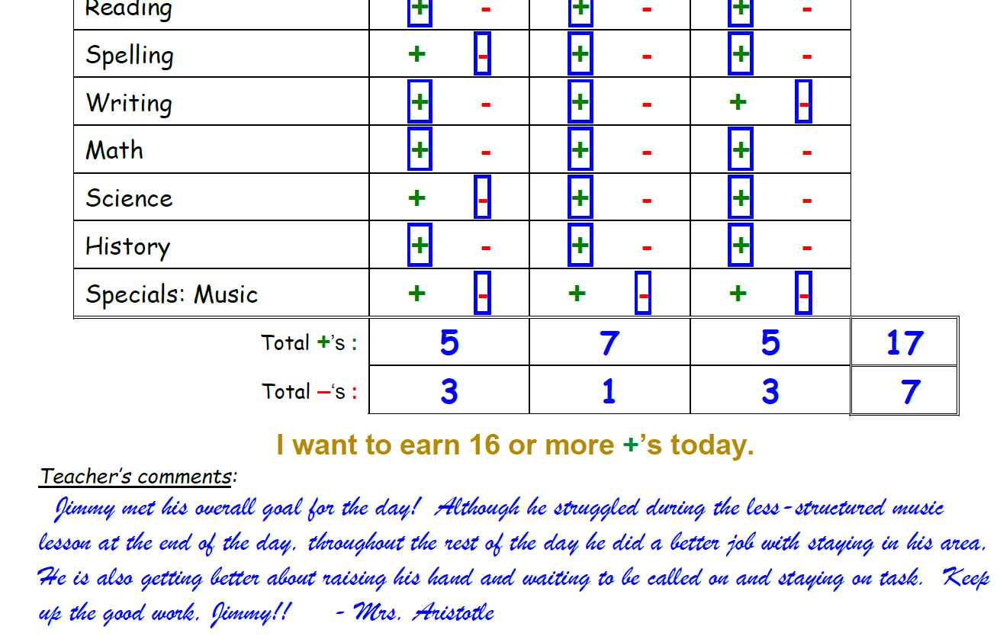 Reading + - + - + -
Spelling + - + - + -
Writing + - + - + -
Math + - + - + -
Science + - + - + -
History + - + - + -
Specials: Music + - + - + -
Total +’s : 5 7 5 17
Total –‘s : 3 1 3 7
I want to earn 16 or more +’s today.
Teacher’s comments:
Jimmy met his overall goal for the day! Although he struggled during the less-structured music
lesson at the end of the day, throughout the rest of the day he did a better job with staying in his area.
He is also getting better about raising his hand and waiting to be called on and staying on task. Keep
up the good work, Jimmy!! - Mrs. Aristotle